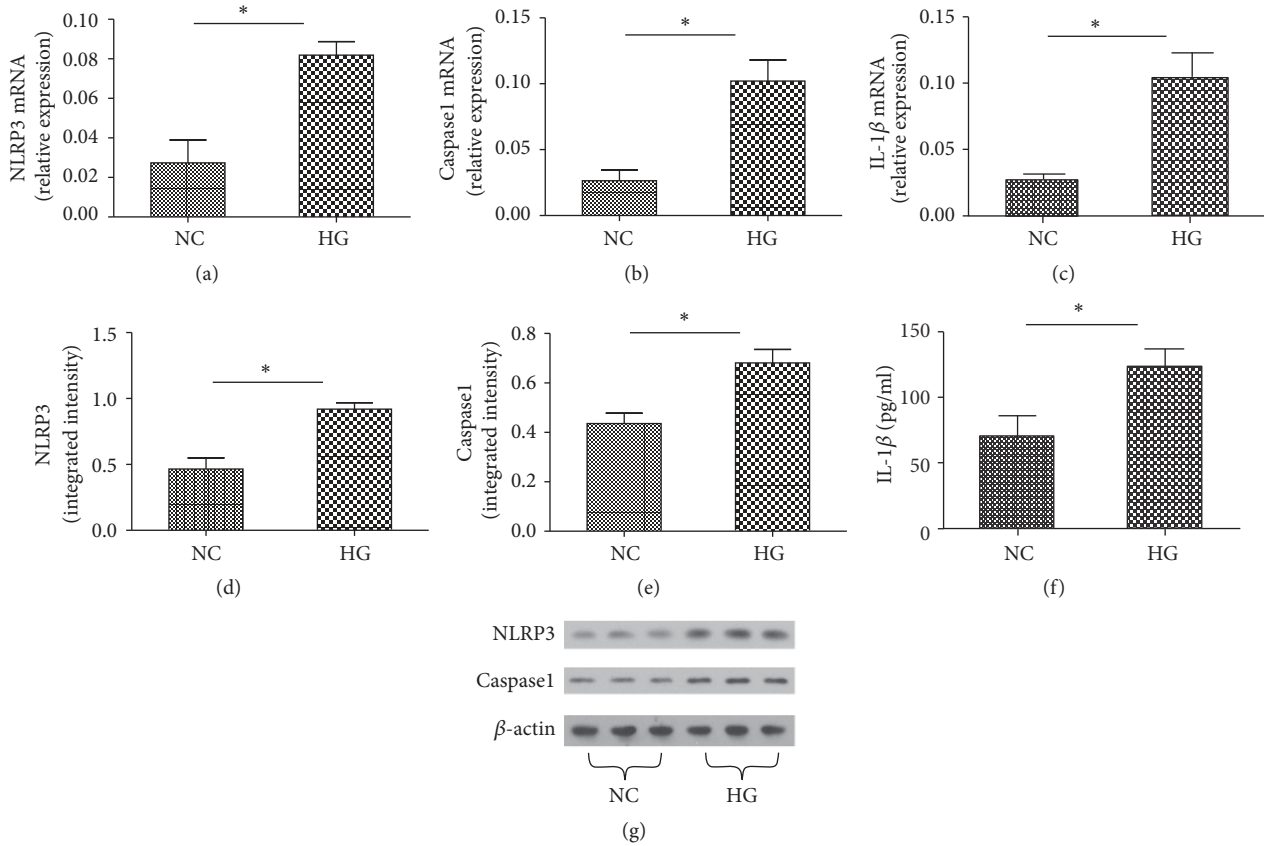 NLRP3 mRNA
(relative expression)
0.10
0.08
0.06
0.04
0.02
0.00
*
NC
HG
(a)
Caspase1 mRNA
(relative expression)
0.15
0.10
0.05
0.00
*
NC
HG
(b)
IL-1β mRNA
(relative expression)
0.15
0.10
0.05
0.00
*
NC
HG
(c)
NLRP3
(integrated intensity)
1.5
1.0
0.5
0.0
*
NC
HG
(d)
Caspase1
(integrated intensity)
0.8
0.6
0.4
0.2
0.0
*
NC
HG
(e)
IL-1β (pg/ml)
150
100
50
0
*
NC
HG
(f)
NLRP3
Caspase1
β-actin
NC
HG
(g)